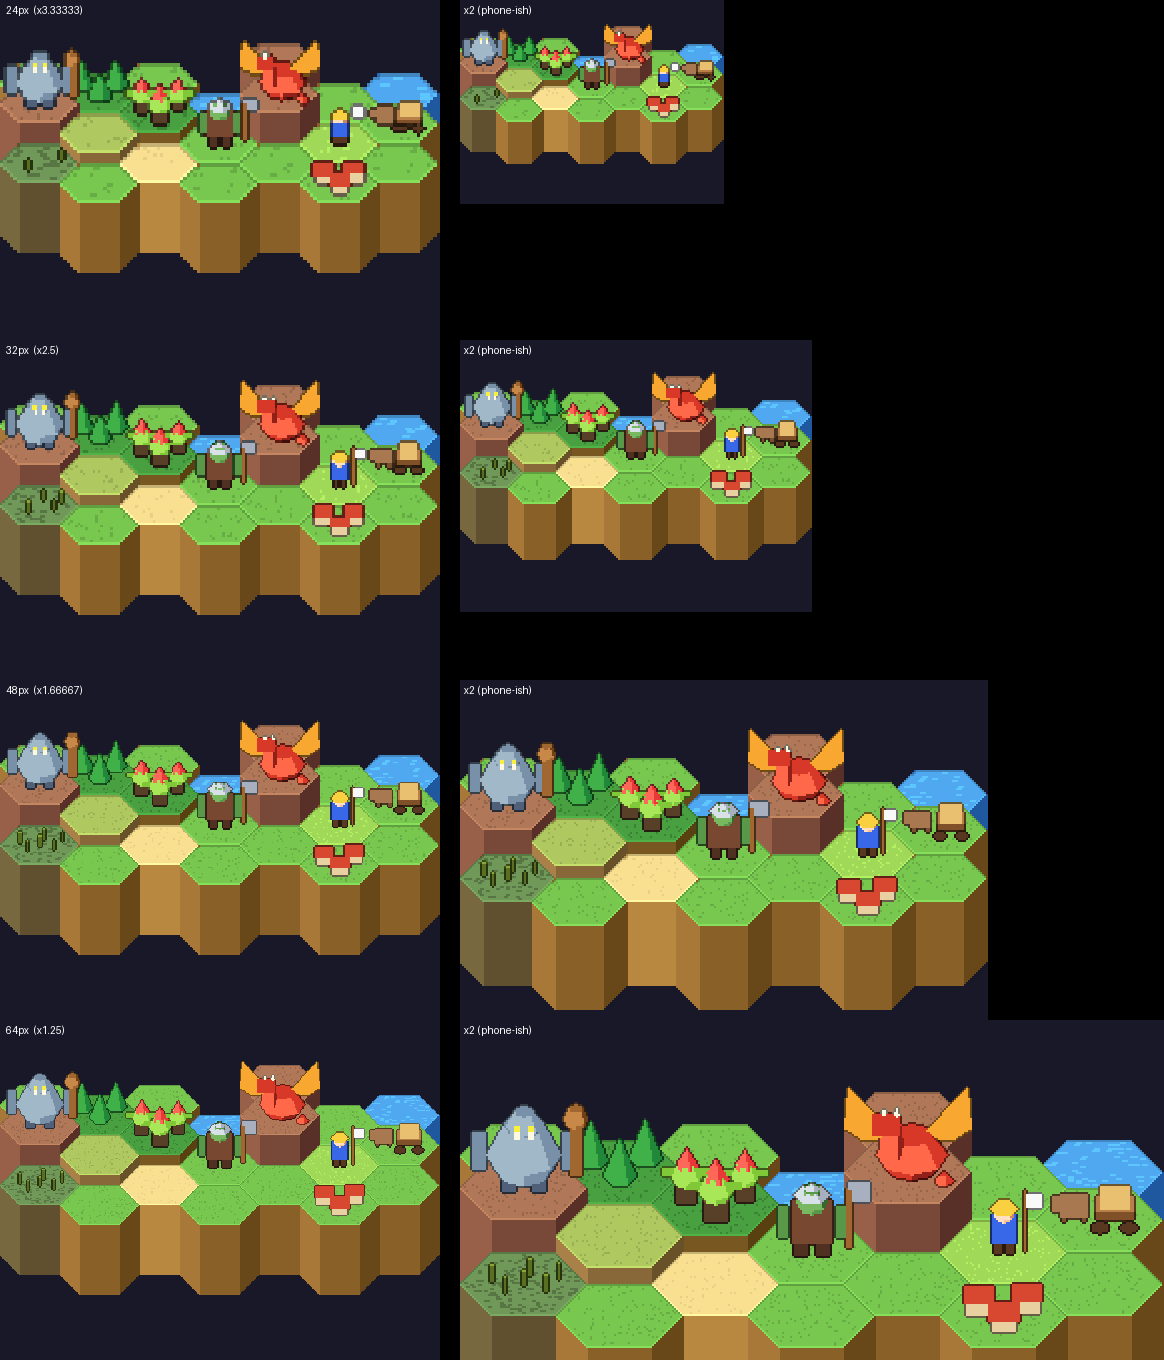 24px (x3.33333)
x2 (phone-ish)
32px (x2.5)
x2 (phone-ish)
48px (x1.66667)
x2 (phone-ish)
64px (x1.25)
x2 (phone-ish)